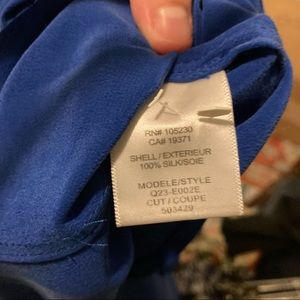 RN# 105230
CA# 19371
SHELL / EXTERIEUR
100% SILK/SOIE
MODELE/STYLE
Q23-E002E
CUT / COUPE
503429